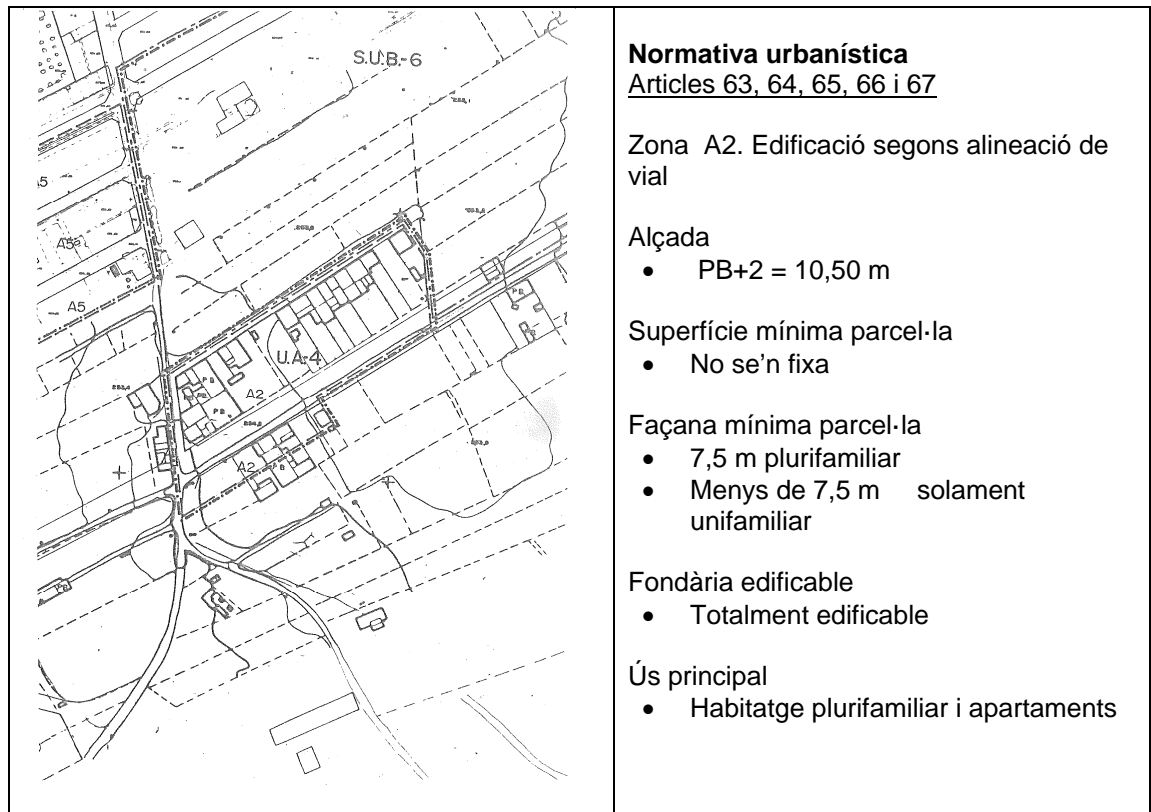 S.U.B.-6
A5
A5
A5
U.A.-4
A2
A2
Normativa urbanística
Articles 63, 64, 65, 66 i 67
Zona A2. Edificació segons alineació de
vial
Alçada
• PB+2 = 10,50 m
Superfície mínima parcel·la
• No se'n fixa
Façana mínima parcel·la
• 7,5 m plurifamiliar
• Menys de 7,5 m solament
unifamiliar
Fondària edificable
• Totalment edificable
Ús principal
• Habitatge plurifamiliar i apartaments